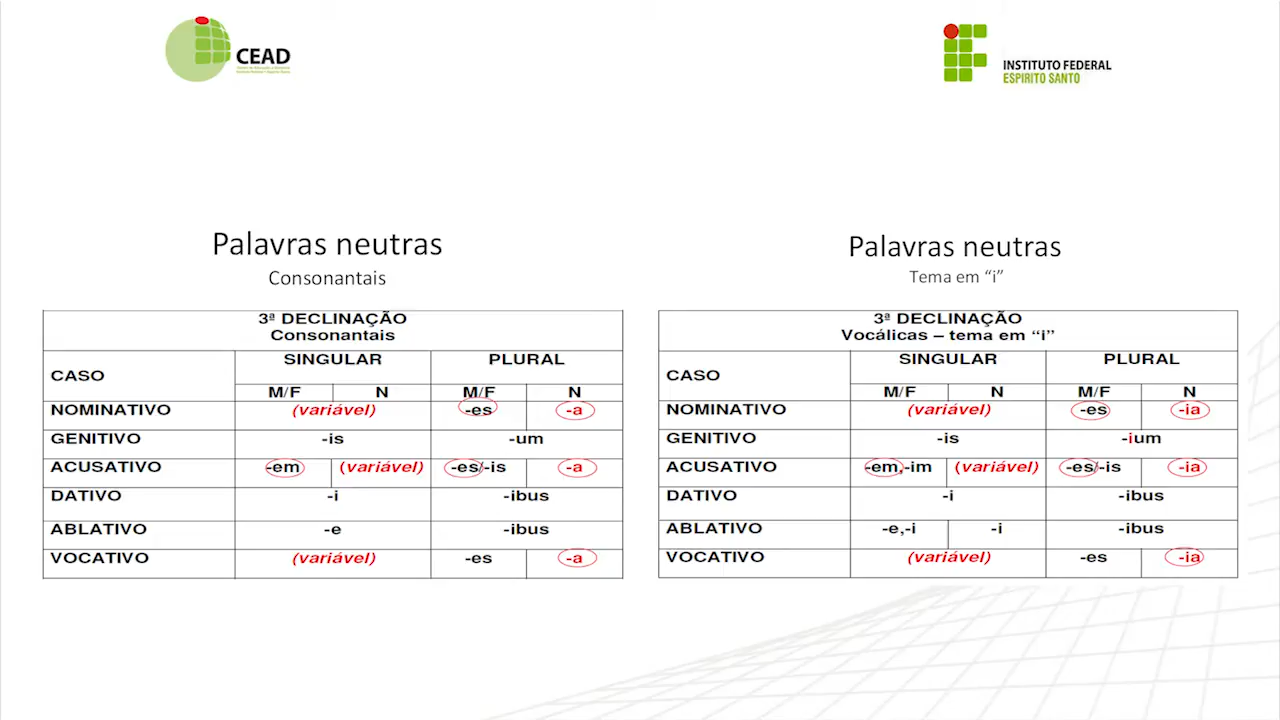 CEAD
INSTITUTO FEDERAL
ESPIRITO SANTO
Palavras neutras
Consonantais
3ª DECLINAÇÃO
Consonantais
CASO SINGULAR PLURAL
M/F N M/F N
NOMINATIVO (variável) -es -a
GENITIVO -is -um
ACUSATIVO -em (variável) -es/-is -a
DATIVO -i -ibus
ABLATIVO -e -ibus
VOCATIVO (variável) -es -a
Palavras neutras
Tema em “i”
3ª DECLINAÇÃO
Vocálicas – tema em “i”
CASO SINGULAR PLURAL
M/F N M/F N
NOMINATIVO (variável) -es -ia
GENITIVO -is -ium
ACUSATIVO -em,-im (variável) -es/-is -ia
DATIVO -i -ibus
ABLATIVO -e,-i -i -ibus
VOCATIVO (variável) -es -ia